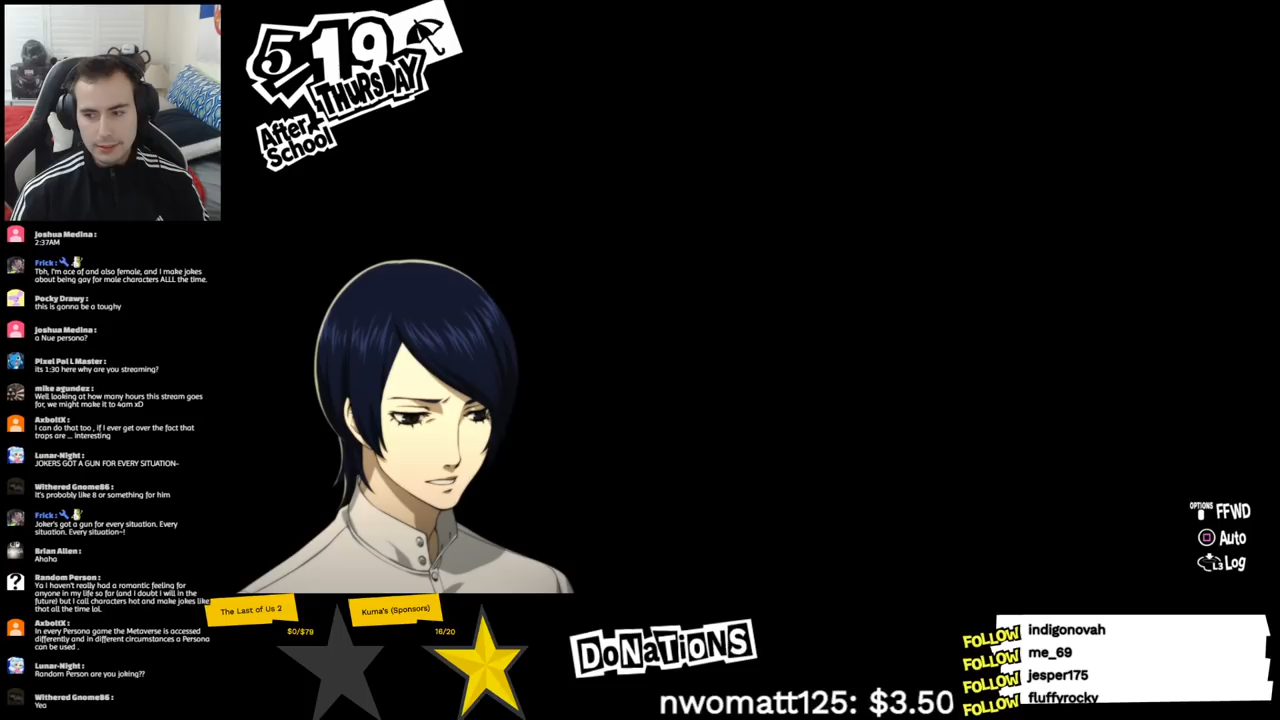 5/19
THURSDAY
After School
Joshua Medina :
2:37AM
Frick :
Tbh, I'm ace af and also female, and I make jokes
about being gay for male characters ALLL the time.
Pocky Drawy :
this is gonna be a toughy
Joshua Medina :
a Nue persona?
Pixel Pal L Master :
Its 1:30 here why are you streaming?
mike agundez :
Well looking at how many hours this stream goes
for, we might make it to 4am xD
AxboltX :
I can do that too , if I ever get over the fact that
traps are ... interesting
Lunar-Night :
JOKERS GOT A GUN FOR EVERY SITUATION~
Withered Gnome86 :
It's probably like 8 or something for him
Frick :
Joker's got a gun for every situation. Every
situation. Every situation~!
Brian Allen :
Ahaha
Random Person :
Ya I haven't really had a romantic feeling for
anyone in my life so far (and I doubt I will in the
future) but I call characters hot and make jokes like
that all the time lol.
AxboltX :
In every Persona game the Metaverse is accessed
differently and in different circumstances a Persona
can be used .
Lunar-Night :
Random Person are you joking??
Withered Gnome86 :
Yea
OPTIONS FFWD
Auto
L3 Log
The Last of Us 2
$0/$79
Kuma's (Sponsors)
16/20
DoNaTiONS
nwomatt125: $3.50
FOLLOW indigonovah
FOLLOW me_69
FOLLOW jesper175
FOLLOW fluffyrocky